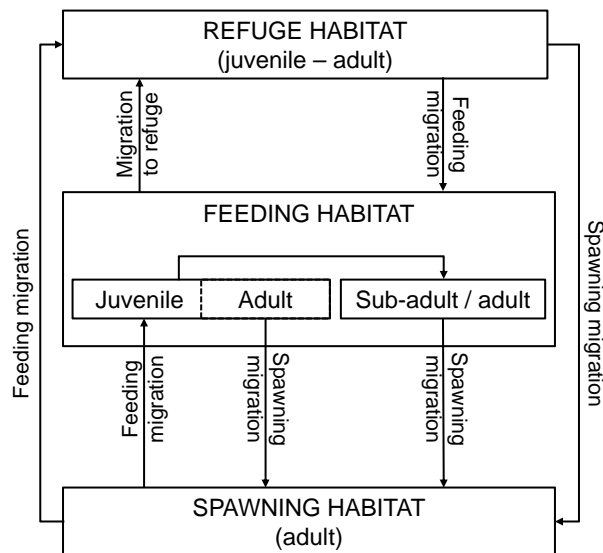 REFUGE HABITAT
(juvenile – adult)
Migration
to refuge
Feeding
migration
FEEDING HABITAT
Juvenile
Adult
Sub-adult / adult
Feeding migration
Spawning migration
Feeding
migration
Spawning
migration
Spawning
migration
SPAWNING HABITAT
(adult)